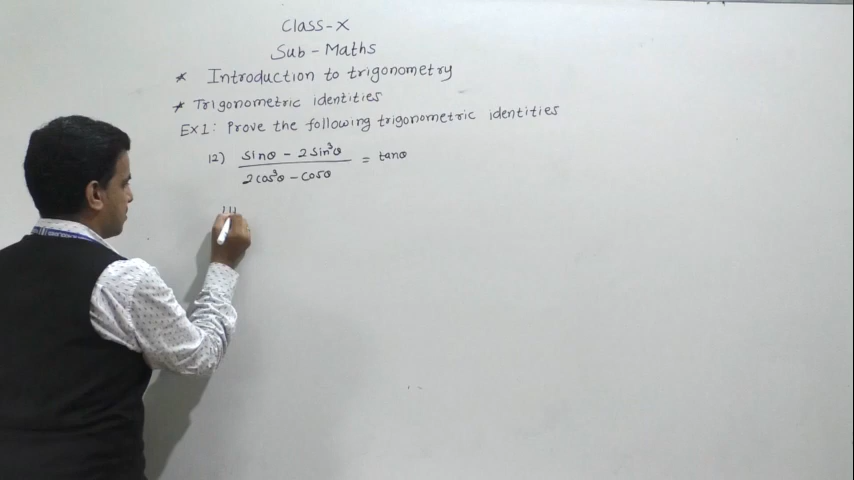 Class-X
Sub - Maths
* Introduction to trigonometry
* Trigonometric identities
EX1: Prove the following trigonometric identities
12) sinθ - 2sin³θ / 2cos³θ - cosθ = tanθ